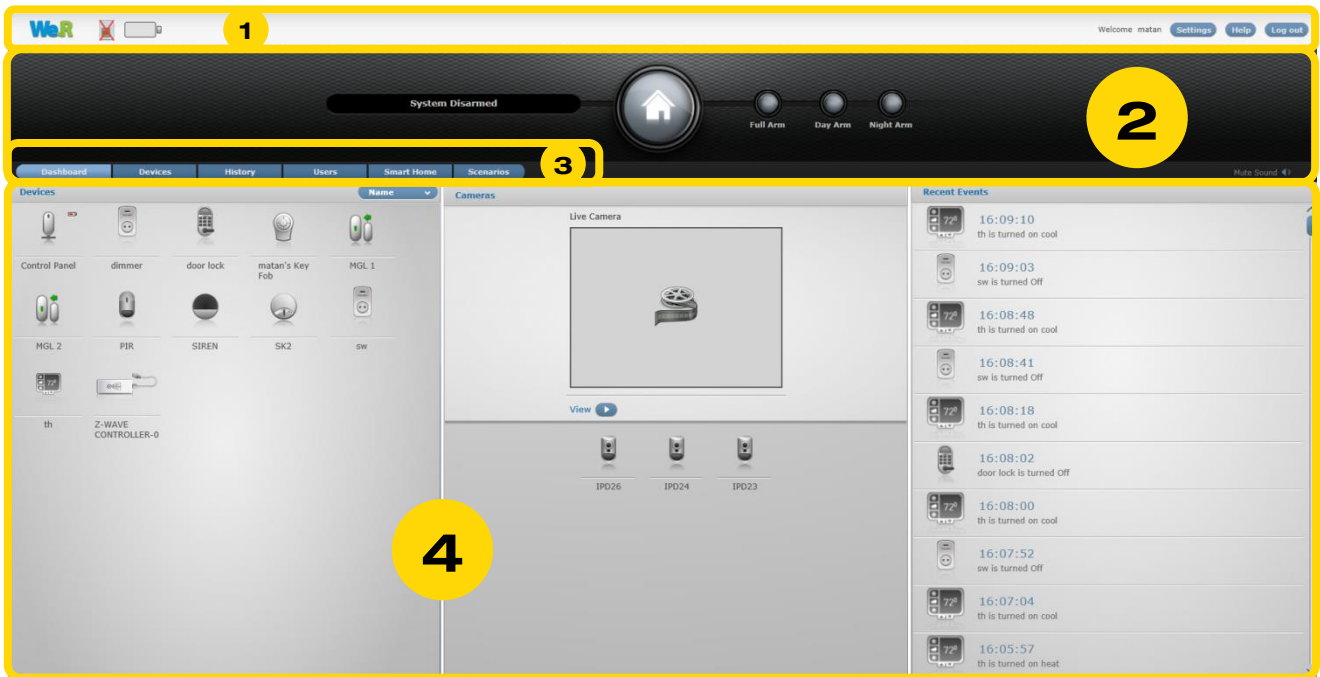 WeR
1
Welcome matan Settings Help Log out
System Disarmed
Full Arm Day Arm Night Arm
2
Dashboard Devices History Users Smart Home Scenarios
3
Mute Sound
Devices Name
Control Panel dimmer door lock matan's Key Fob MGL 1
MGL 2 PIR SIREN SK2 sw
72°
th Z-WAVE CONTROLLER-0
4
Cameras
Live Camera
View
IPD26 IPD24 IPD23
Recent Events
72°
16:09:10
th is turned on cool
16:09:03
sw is turned Off
72°
16:08:48
th is turned on cool
16:08:41
sw is turned Off
72°
16:08:18
th is turned on cool
16:08:02
door lock is turned Off
72°
16:08:00
th is turned on cool
16:07:52
sw is turned Off
72°
16:07:04
th is turned on cool
72°
16:05:57
th is turned on heat